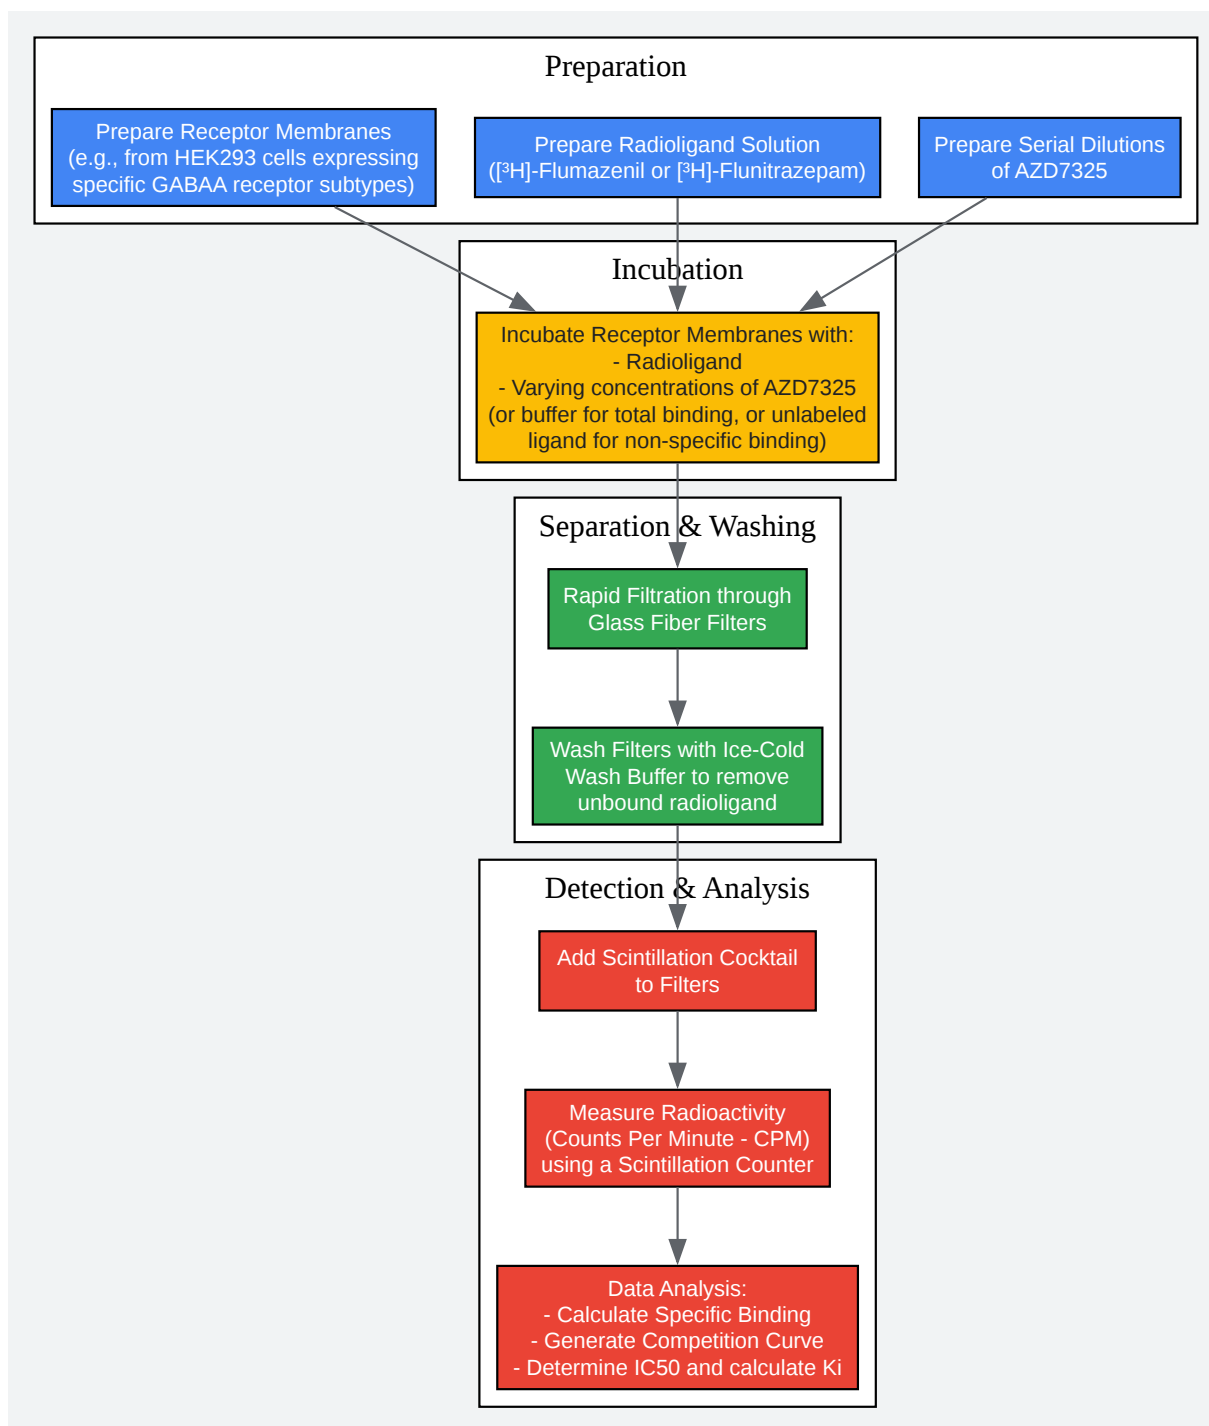 Preparation
Prepare Receptor Membranes
(e.g., from HEK293 cells expressing
specific GABAA receptor subtypes)
Prepare Radioligand Solution
([³H]-Flumazenil or [³H]-Flunitrazepam)
Prepare Serial Dilutions
of AZD7325
Incubation
Incubate Receptor Membranes with:
- Radioligand
- Varying concentrations of AZD7325
(or buffer for total binding, or unlabeled
ligand for non-specific binding)
Separation & Washing
Rapid Filtration through
Glass Fiber Filters
Wash Filters with Ice-Cold
Wash Buffer to remove
unbound radioligand
Detection & Analysis
Add Scintillation Cocktail
to Filters
Measure Radioactivity
(Counts Per Minute - CPM)
using a Scintillation Counter
Data Analysis:
- Calculate Specific Binding
- Generate Competition Curve
- Determine IC50 and calculate Ki